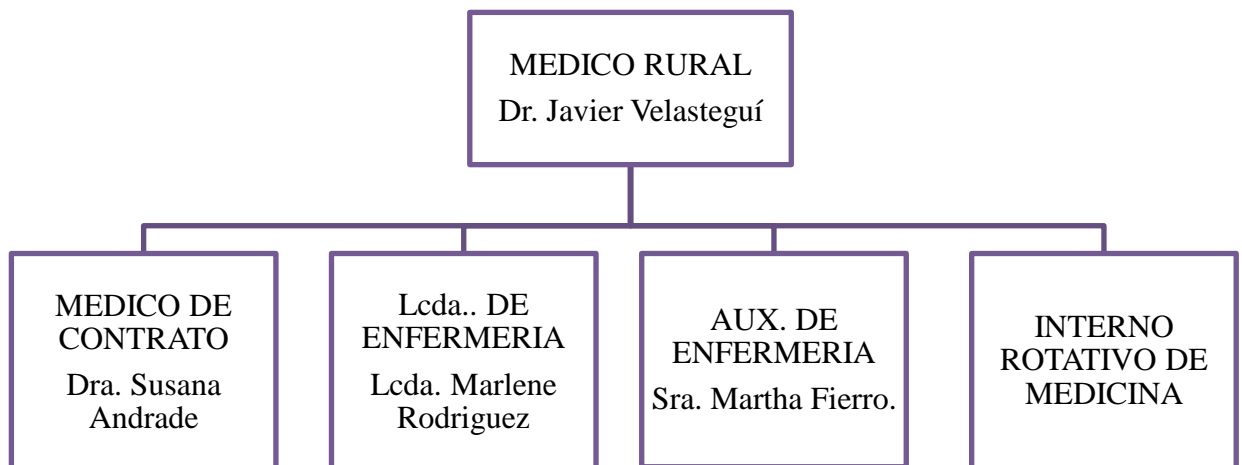 MEDICO RURAL
Dr. Javier Velasteguí
MEDICO DE
CONTRATO
Dra. Susana
Andrade
Lcda.. DE
ENFERMERIA
Lcda. Marlene
Rodriguez
AUX. DE
ENFERMERIA
Sra. Martha Fierro.
INTERNO
ROTATIVO DE
MEDICINA